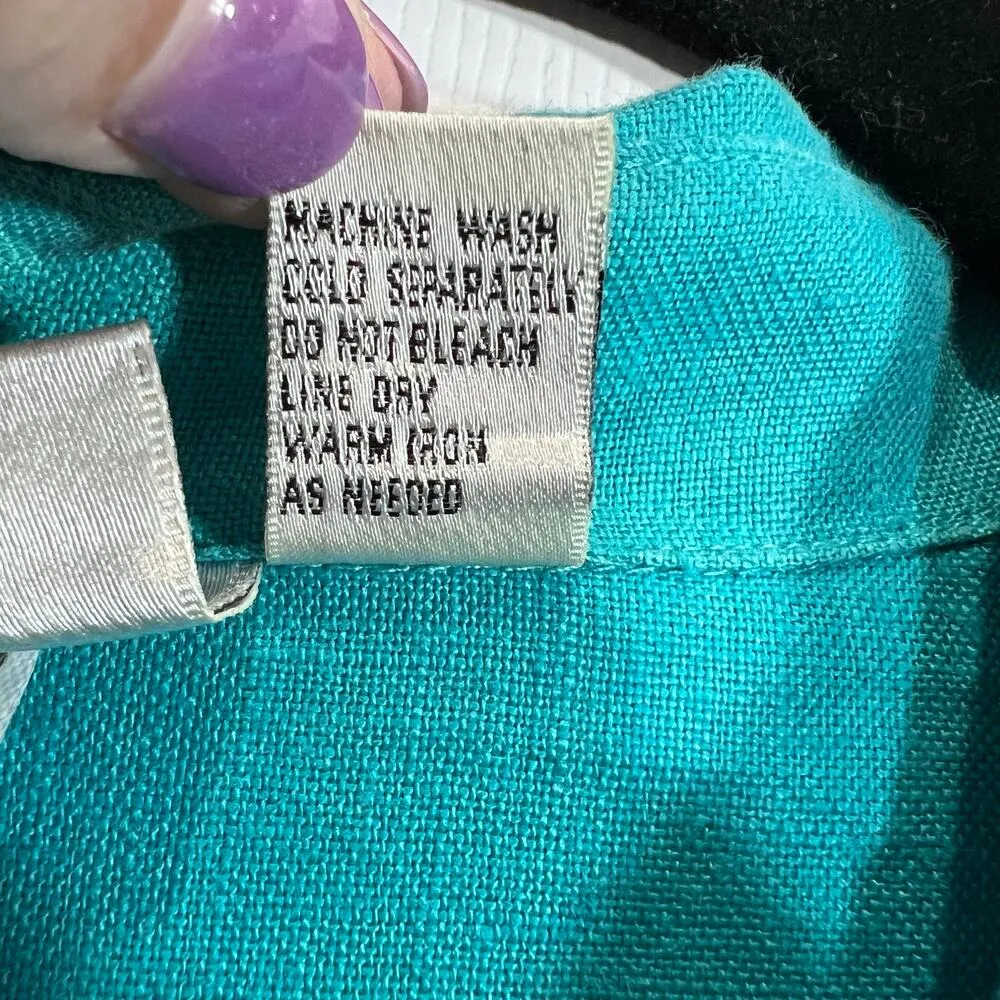 MACHINE WASH
COLD SEPARATELY
DO NOT BLEACH
LINE DRY
WARM IRON
AS NEEDED